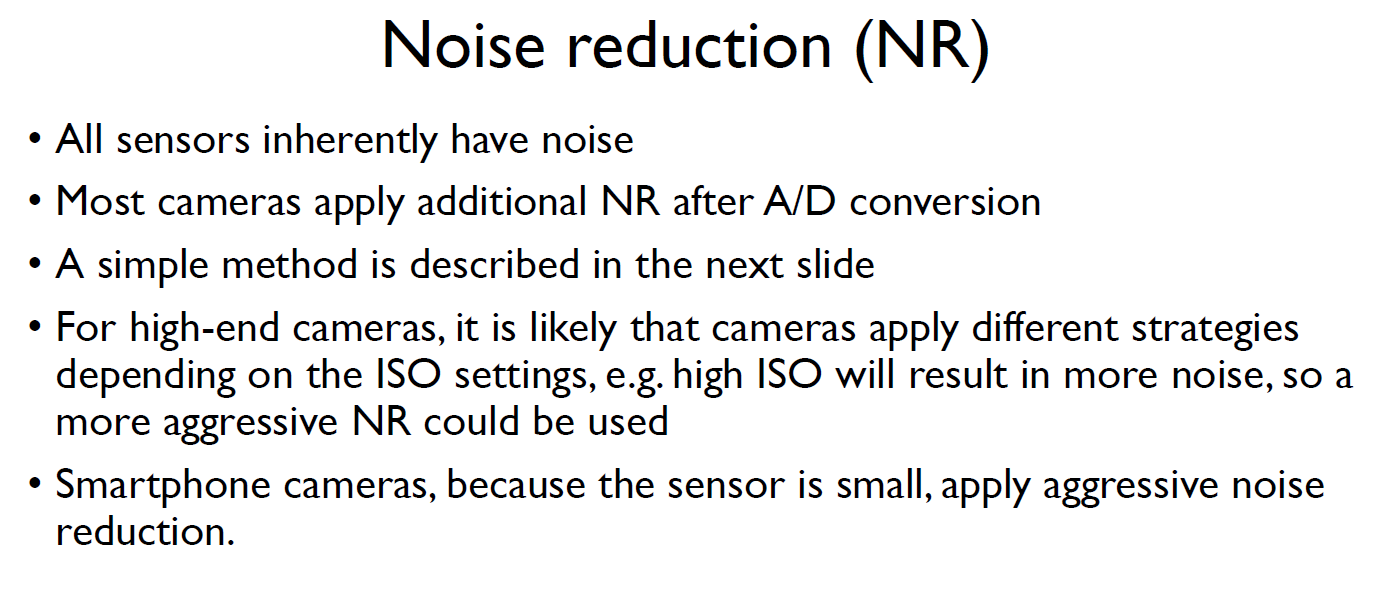 Noise reduction (NR)
• All sensors inherently have noise
• Most cameras apply additional NR after A/D conversion
• A simple method is described in the next slide
• For high-end cameras, it is likely that cameras apply different strategies
depending on the ISO settings, e.g. high ISO will result in more noise, so a
more aggressive NR could be used
• Smartphone cameras, because the sensor is small, apply aggressive noise
reduction.